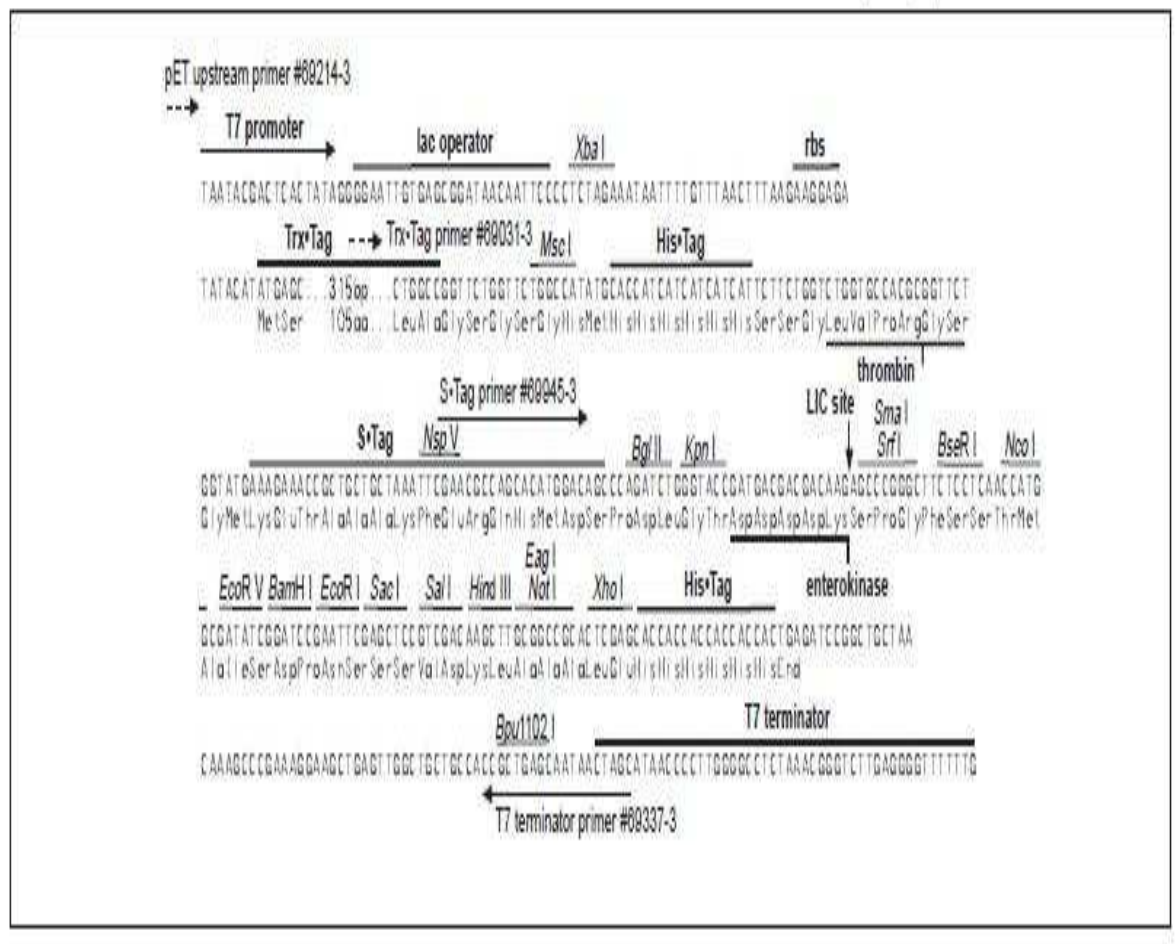 pET upstream primer #69214-3
T7 promoter
lac operator
Xba I
rbs
TAATACGACTCACTATAGGGGAATTGTGAGCGGATAACAATTCCCCTCTAGAAATAATTTTGTTTAACTTTAAGAAGGAGA
Trx•Tag
Trx•Tag primer #69031-3
Msc I
His•Tag
TATACATATGAGC...315bp...CTGGCCGGTTCTGGTTCTGGCCATATGCACCATCATCATCATCATTCTTCTGGTCTGGTGCCACGCGGTTCT
MetSer 105aa...LeuAlaGlySerGlySerGlyHisMetHisHisHisHisHisHisSerSerGlyLeuValProArgGlySer
thrombin
S•Tag primer #69945-3
LIC site
Sma I
S•Tag
Nsp V
Bgl II
Kpn I
Srf I
BseR I
Nco I
GGTATGAAAGAAACCGCTGCTGCTAAATTCGAACGCCAGCACATGGACAGCCCAGATCTGGGTACCGATGACGACGACAAGAGCCCGGGCTTCTCCTCAACCATG
GlyMetLysGluThrAlaAlaAlaLysPheGluArgGlnHisMetAspSerProAspLeuGlyThrAspAspAspAspLysSerProGlyPheSerSerThrMet
enterokinase
Eag I
EcoR V
BamH I
EcoR I
Sac I
Sal I
Hind III
Not I
Xho I
His•Tag
GCGATATCGGATCCGAATTCGAGCTCCGTCGACAAGCTTGCGGCCGCACTCGAGCACCACCACCACCACCACTGAGATCCGGCTGCTAA
AlaIleSerAspProAsnSerSerSerValAspLysLeuAlaAlaAlaLeuGluHisHisHisHisHisHisEnd
Bpu1102 I
T7 terminator
CAAAGCCCGAAAGGAAGCTGAGTTGGCTGCTGCCACCGCTGAGCAATAACTAGCATAACCCCTTGGGGCCTCTAAACGGGTCTTGAGGGGTTTTTTG
T7 terminator primer #69337-3